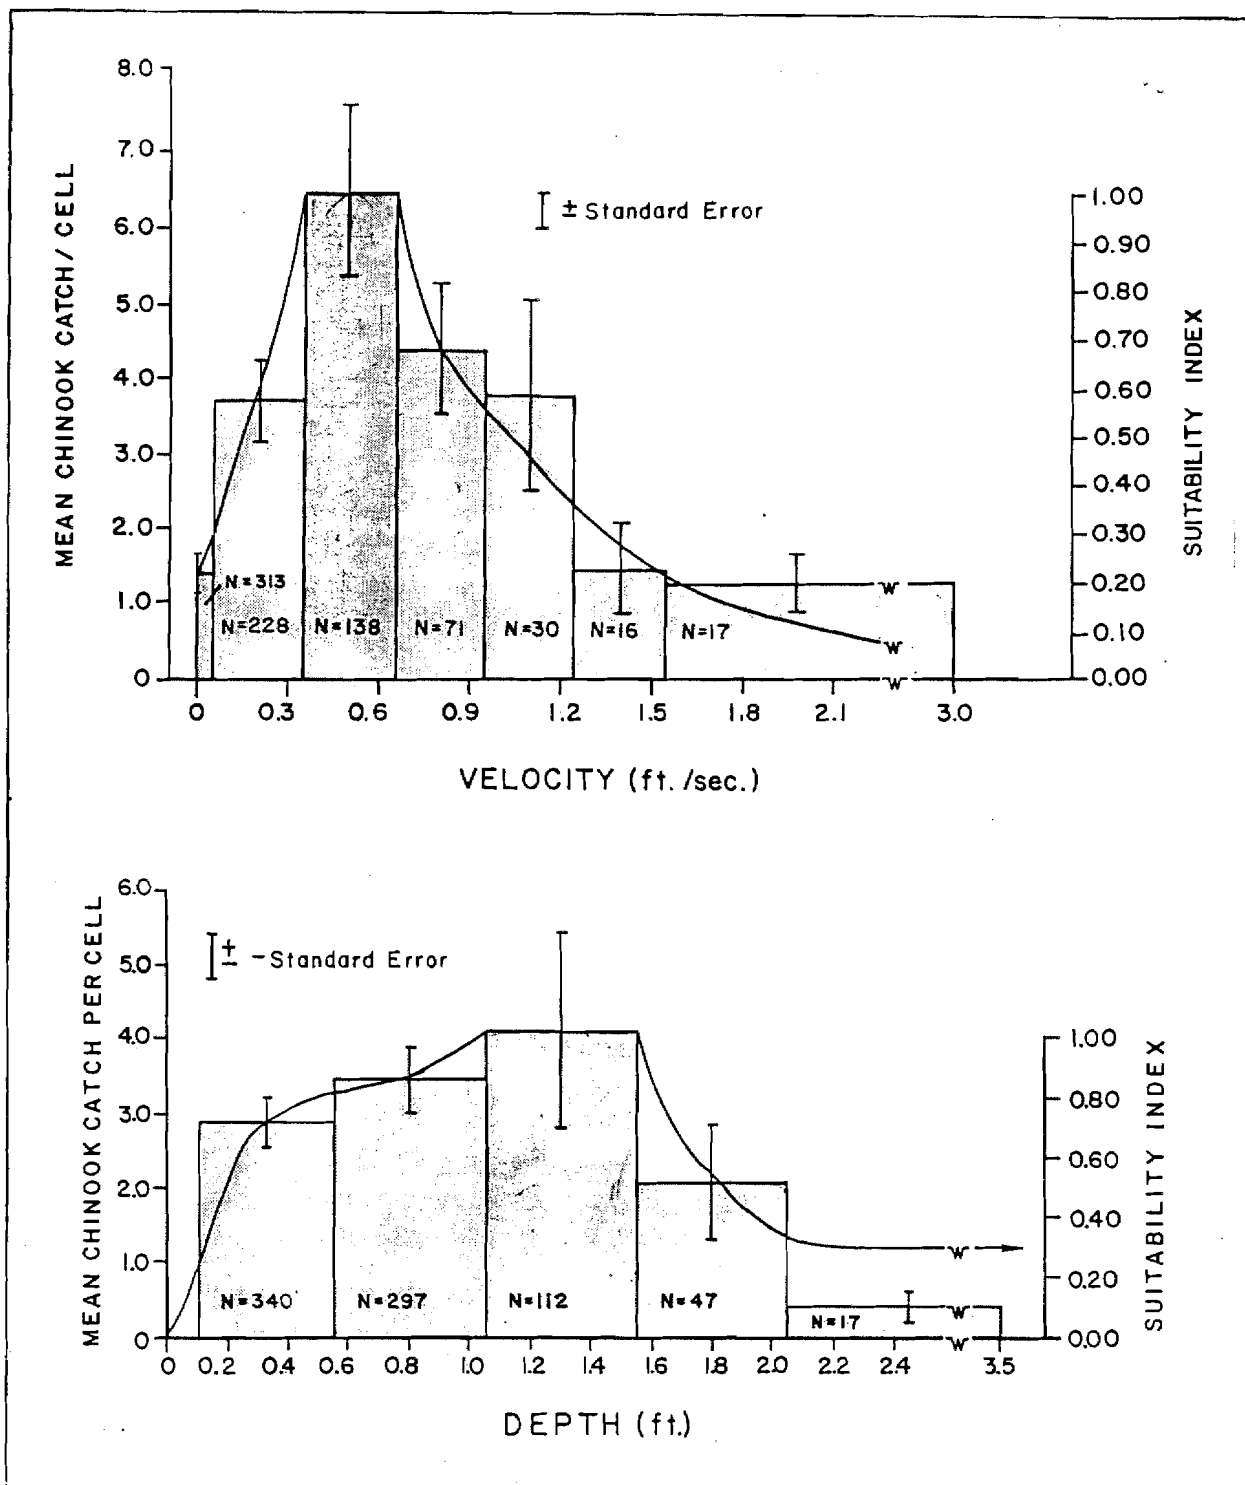 MEAN CHINOOK CATCH/CELL
8.0
7.0
6.0
5.0
4.0
3.0
2.0
1.0
0
± Standard Error
1.00
0.90
0.80
0.70
0.60
0.50
0.40
0.30
0.20
0.10
0.00
SUITABILITY INDEX
N=313
N=228
N=138
N=71
N=30
N=16
N=17
0 0.3 0.6 0.9 1.2 1.5 1.8 2.1 3.0
VELOCITY (ft./sec.)
MEAN CHINOOK CATCH PER CELL
6.0
5.0
4.0
3.0
2.0
1.0
0
± -Standard Error
1.00
0.80
0.60
0.40
0.20
0.00
SUITABILITY INDEX
N=340
N=297
N=112
N=47
N=17
0 0.2 0.4 0.6 0.8 1.0 1.2 1.4 1.6 1.8 2.0 2.2 2.4 3.5
DEPTH (ft.)